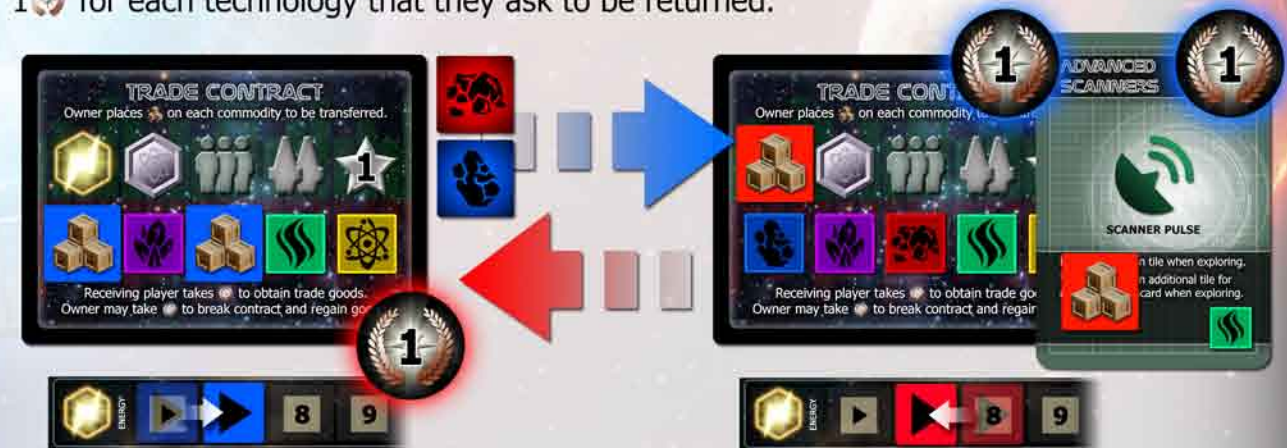 1 for each technology that they ask to be returned.
TRADE CONTRACT
Owner places on each commodity to be transferred.
1
Receiving player takes to obtain trade goods.
Owner may take to break contract and regain
1
ENERGY
8
9
TRADE
Owner places on each commodity
Receiving player takes to obtain trade
Owner may take to break contract and regain
1
1
ADVANCED
SCANNERS
SCANNER PULSE
tile when exploring.
additional tile for
card when exploring.
ENERGY
8
9